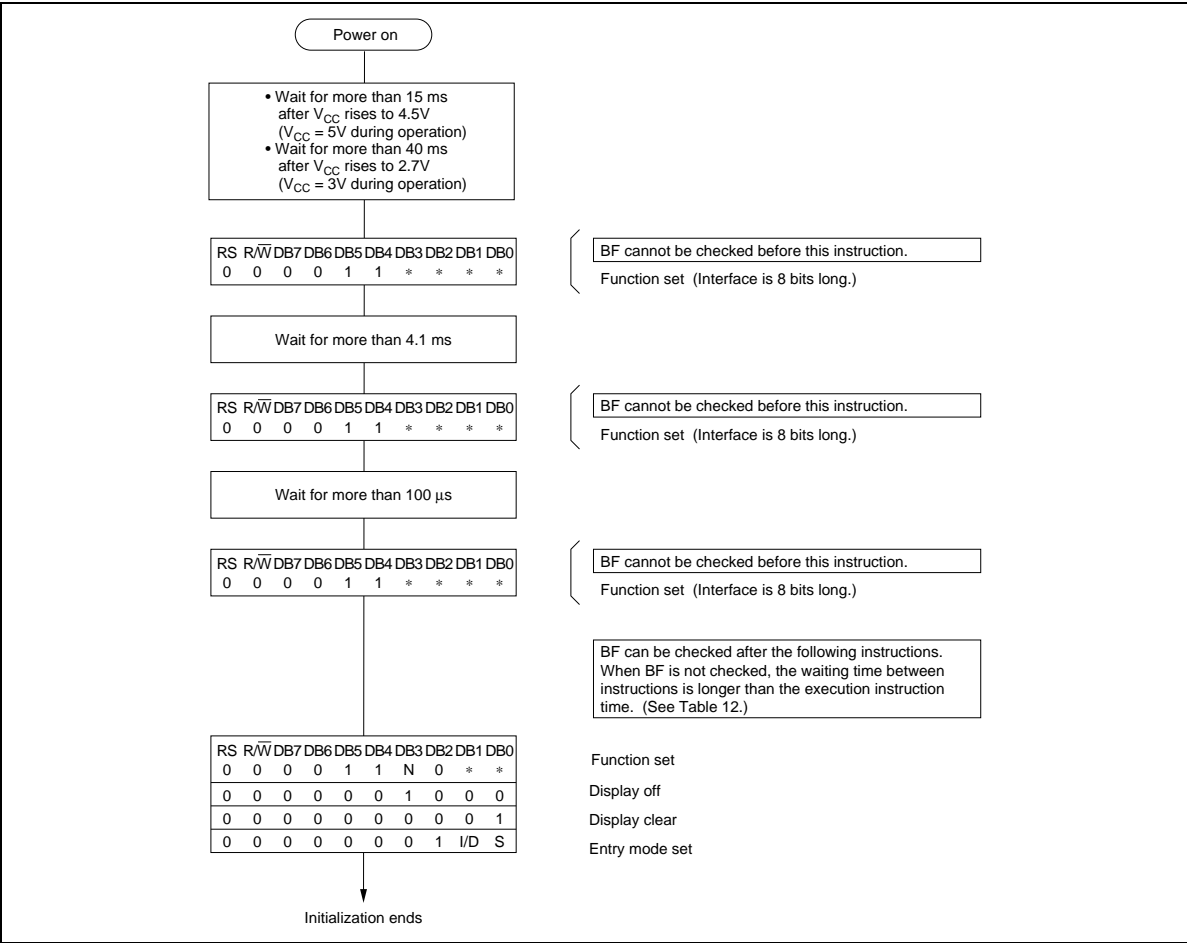 Power on
• Wait for more than 15 ms
after VCC rises to 4.5V
(VCC = 5V during operation)
• Wait for more than 40 ms
after VCC rises to 2.7V
(VCC = 3V during operation)
RS R/W̅ DB7 DB6 DB5 DB4 DB3 DB2 DB1 DB0
0 0 0 0 1 1 * * * *
BF cannot be checked before this instruction.
Function set (Interface is 8 bits long.)
Wait for more than 4.1 ms
RS R/W̅ DB7 DB6 DB5 DB4 DB3 DB2 DB1 DB0
0 0 0 0 1 1 * * * *
BF cannot be checked before this instruction.
Function set (Interface is 8 bits long.)
Wait for more than 100 μs
RS R/W̅ DB7 DB6 DB5 DB4 DB3 DB2 DB1 DB0
0 0 0 0 1 1 * * * *
BF cannot be checked before this instruction.
Function set (Interface is 8 bits long.)
BF can be checked after the following instructions.
When BF is not checked, the waiting time between
instructions is longer than the execution instruction
time. (See Table 12.)
RS R/W̅ DB7 DB6 DB5 DB4 DB3 DB2 DB1 DB0
0 0 0 0 1 1 N 0 * *
Function set
0 0 0 0 0 0 1 0 0 0
Display off
0 0 0 0 0 0 0 0 0 1
Display clear
0 0 0 0 0 0 0 1 I/D S
Entry mode set
Initialization ends